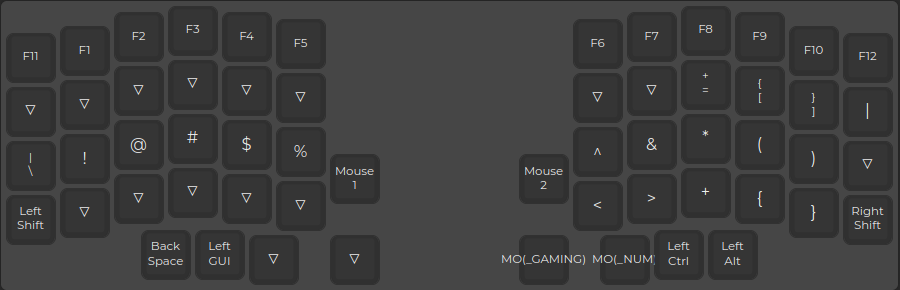 F11 F1 F2 F3 F4 F5 F6 F7 F8 F9 F10 F12
▽ ▽ ▽ ▽ ▽ ▽ ▽ ▽ + { } |
= [ ]
| ! @ # $ % Mouse Mouse ^ & * ( ) ▽
\ 1 2
Left ▽ ▽ ▽ ▽ ▽ < > + { } Right
Shift Shift
Back Left ▽ ▽ MO(_GAMING) MO(_NUM) Left Left
Space GUI Ctrl Alt